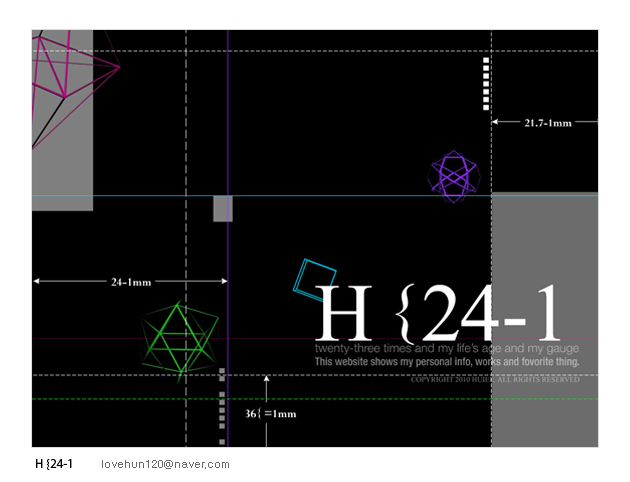 21.7-1mm
24-1mm
H {24-1
twenty-three times and my life's age and my gauge
This website shows my personal info, works and fovorite thing.
COPYRIGHT 2010 HUIER. ALL RIGHTS RESERVED
36{=1mm
H {24-1 lovehun120@naver,com